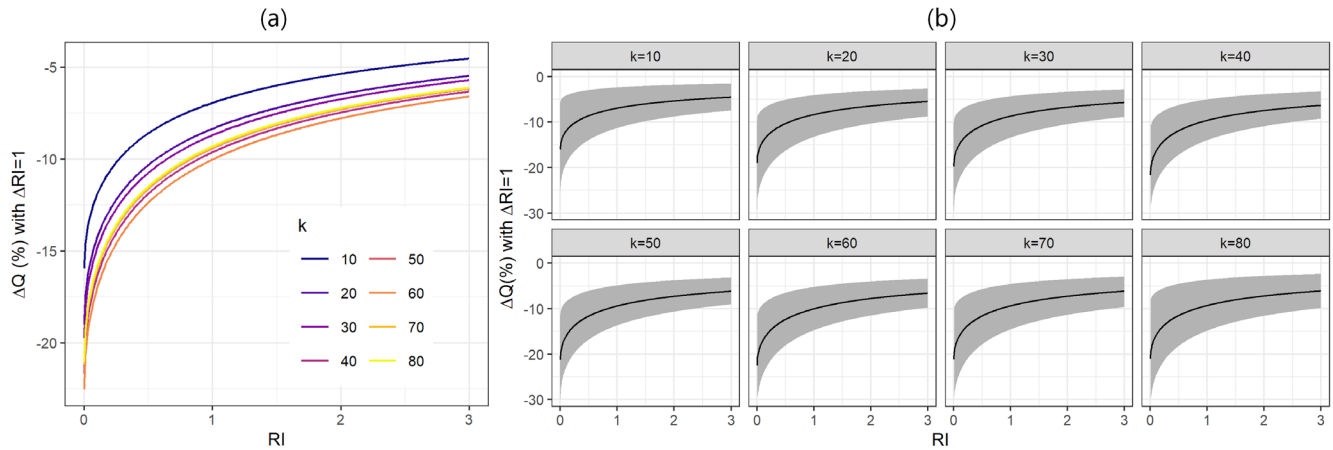 (a)
ΔQ (%) with ΔRI=1
-5
-10
-15
-20
k
10 50
20 60
30 70
40 80
0 1 2 3
RI
(b)
ΔQ(%) with ΔRI=1
k=10 k=20 k=30 k=40
0
-10
-20
-30
k=50 k=60 k=70 k=80
0
-10
-20
-30
0 1 2 3 0 1 2 3 0 1 2 3 0 1 2 3
RI